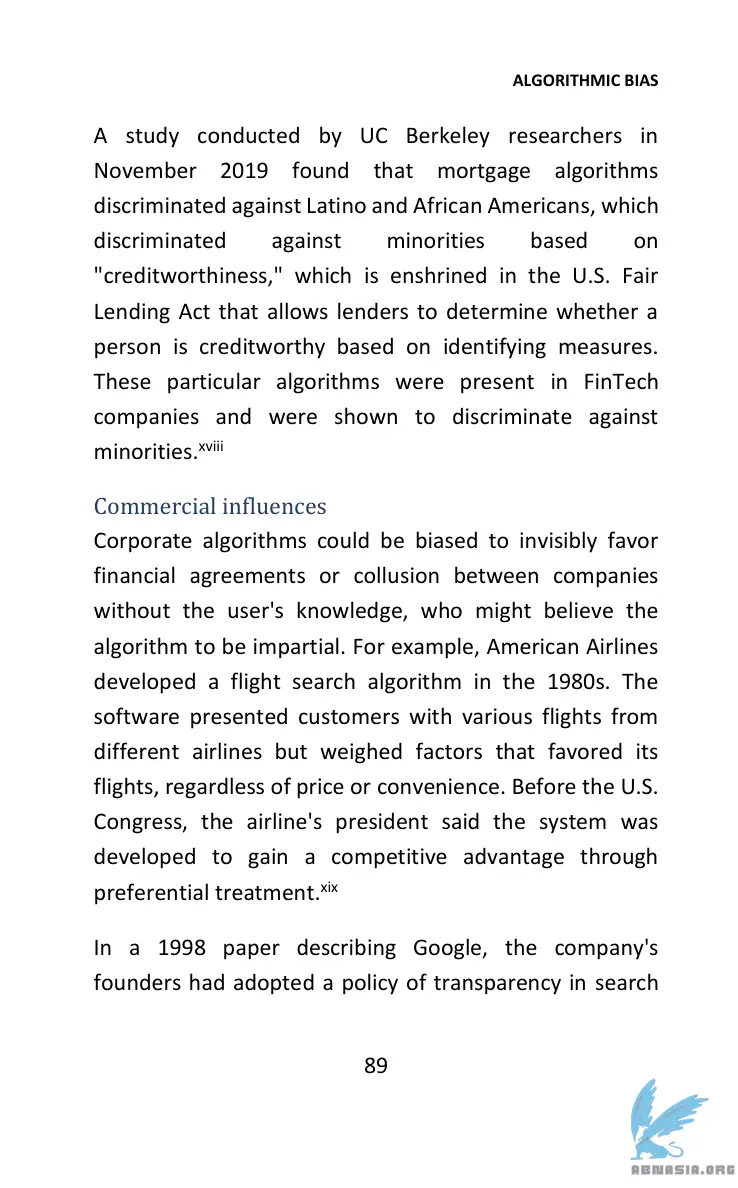 ALGORITHMIC BIAS
A study conducted by UC Berkeley researchers in
November 2019 found that mortgage algorithms
discriminated against Latino and African Americans, which
discriminated against minorities based on
"creditworthiness," which is enshrined in the U.S. Fair
Lending Act that allows lenders to determine whether a
person is creditworthy based on identifying measures.
These particular algorithms were present in FinTech
companies and were shown to discriminate against
minorities.xviii
Commercial influences
Corporate algorithms could be biased to invisibly favor
financial agreements or collusion between companies
without the user's knowledge, who might believe the
algorithm to be impartial. For example, American Airlines
developed a flight search algorithm in the 1980s. The
software presented customers with various flights from
different airlines but weighed factors that favored its
flights, regardless of price or convenience. Before the U.S.
Congress, the airline's president said the system was
developed to gain a competitive advantage through
preferential treatment.xix
In a 1998 paper describing Google, the company's
founders had adopted a policy of transparency in search
89
ABNASIA.ORG